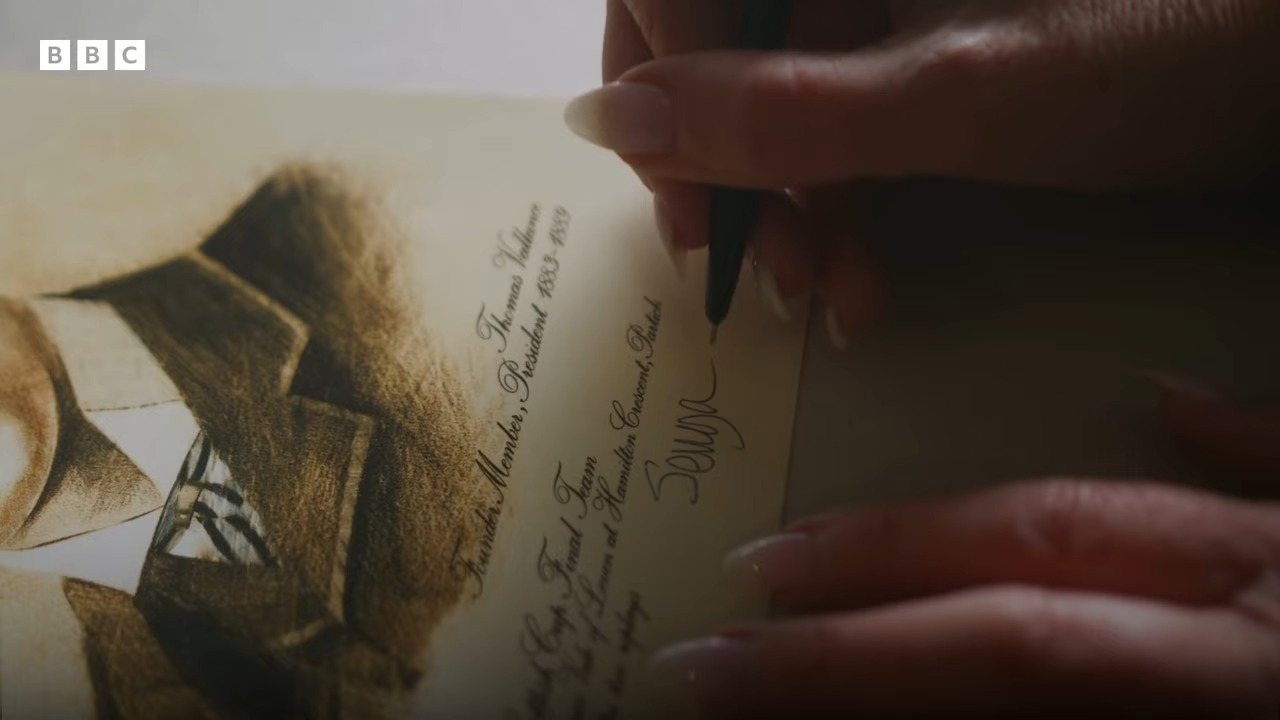 BBC
Thomas Vallance
Founder Member, President 1883-1889
Cup Final Team
Vale of Leven at Hamilton Crescent, Partick
Senga